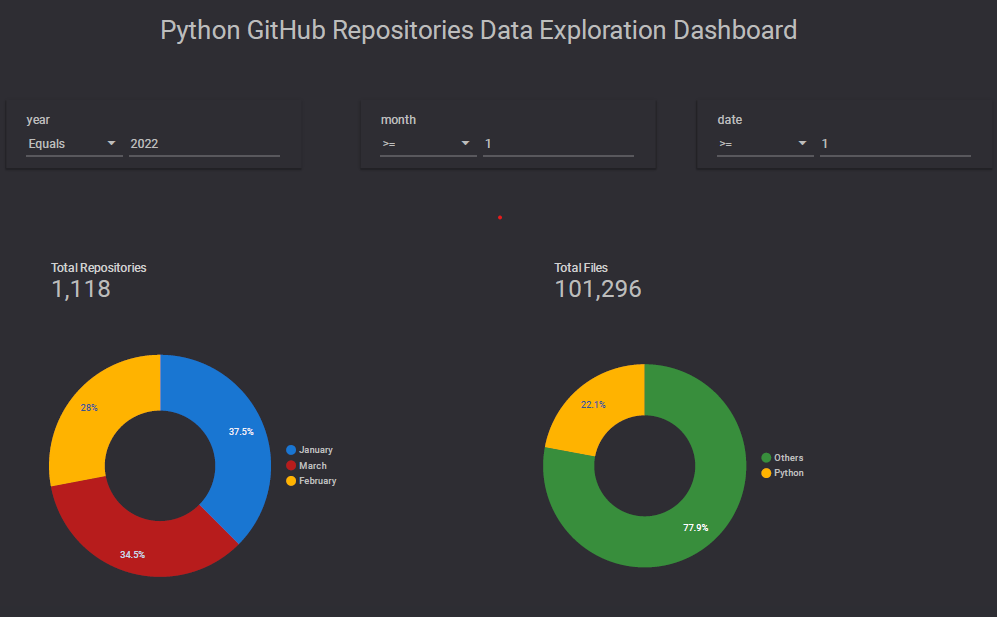 Python GitHub Repositories Data Exploration Dashboard
year
Equals 2022
month
>= 1
date
>= 1
Total Repositories
1,118
Total Files
101,296
28%
37.5%
34.5%
January
March
February
22.1%
77.9%
Others
Python